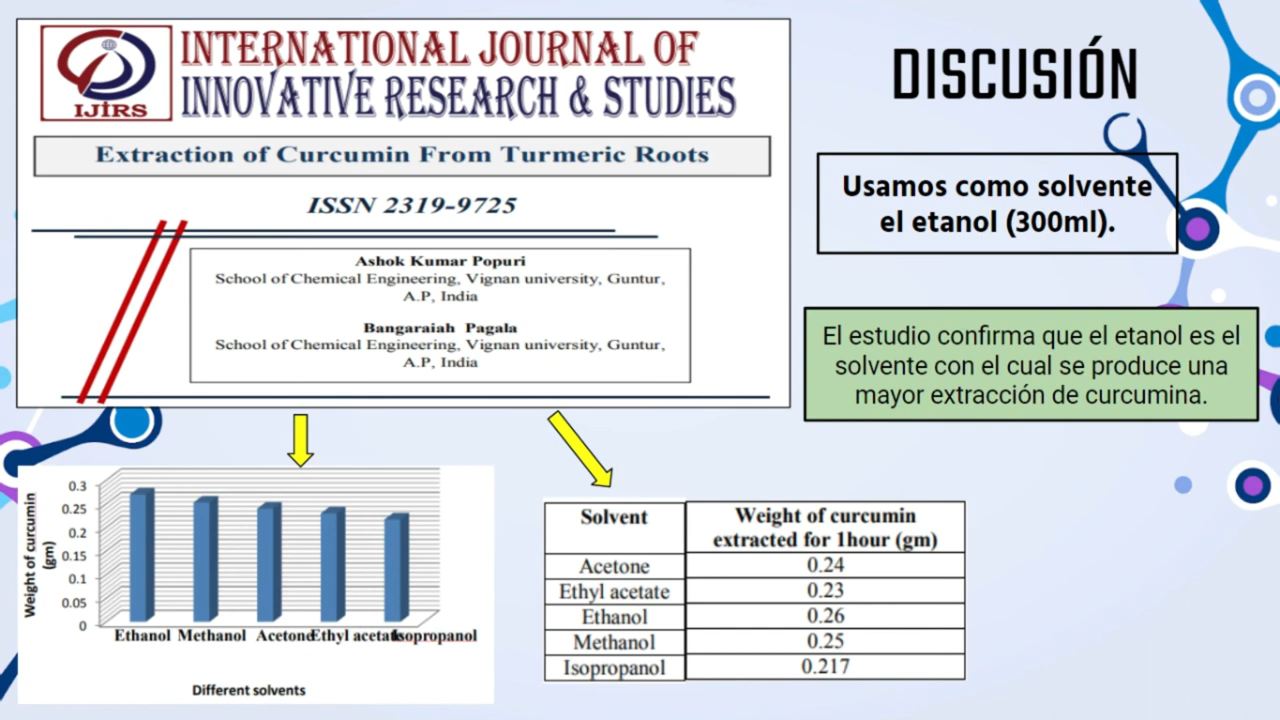 INTERNATIONAL JOURNAL OF
INNOVATIVE RESEARCH & STUDIES
IJIRS
Extraction of Curcumin From Turmeric Roots
ISSN 2319-9725
Ashok Kumar Popuri
School of Chemical Engineering, Vignan university, Guntur,
A.P, India
Bangaraiah Pagala
School of Chemical Engineering, Vignan university, Guntur,
A.P, India
DISCUSIÓN
Usamos como solvente
el etanol (300ml).
El estudio confirma que el etanol es el
solvente con el cual se produce una
mayor extracción de curcumina.
Weight of curcumin
(gm)
0.3
0.25
0.2
0.15
0.1
0.05
0
Ethanol Methanol Acetone Ethyl acetate Isopropanol
Different solvents
Solvent Weight of curcumin
extracted for 1hour (gm)
Acetone 0.24
Ethyl acetate 0.23
Ethanol 0.26
Methanol 0.25
Isopropanol 0.217